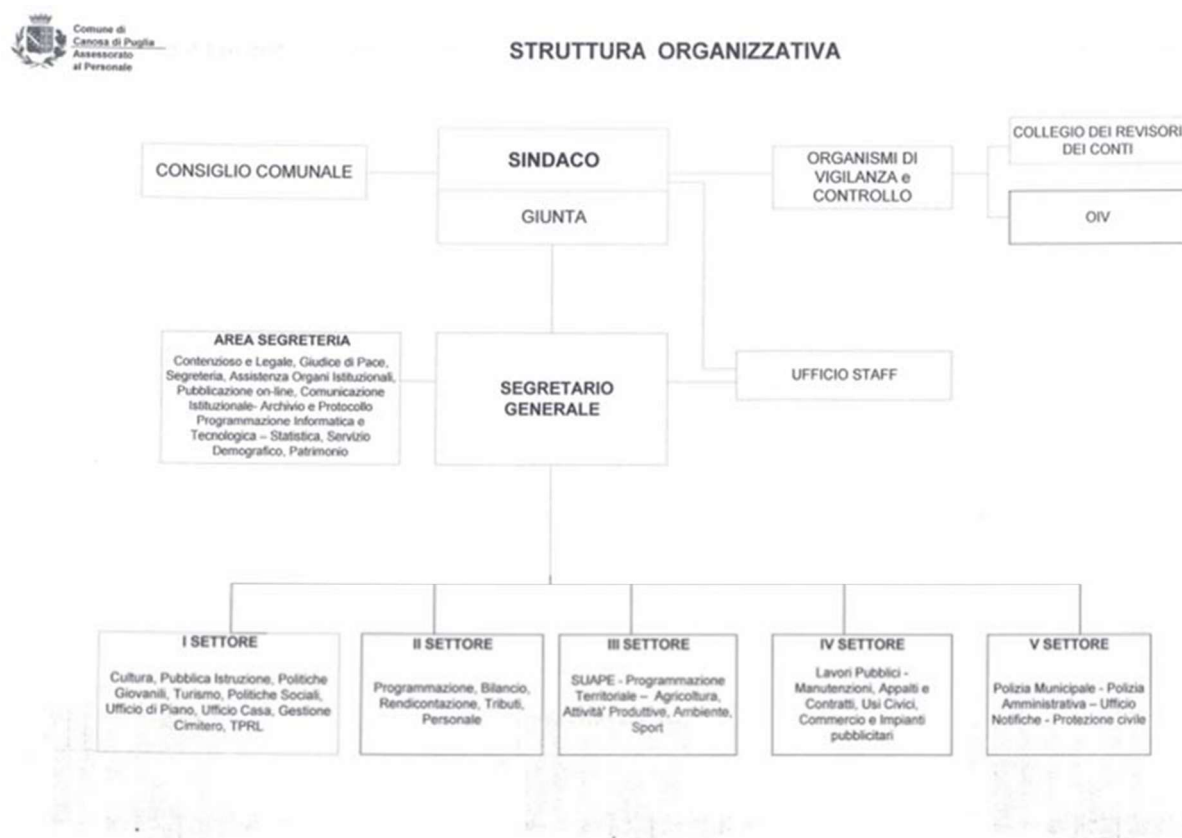 Comune di
Canosa di Puglia
Assessorato
al Personale
STRUTTURA ORGANIZZATIVA
CONSIGLIO COMUNALE
SINDACO
GIUNTA
ORGANISMI DI
VIGILANZA e
CONTROLLO
COLLEGIO DEI REVISORI
DEI CONTI
OIV
AREA SEGRETERIA
Contenzioso e Legale, Giudice di Pace,
Segreteria, Assistenza Organi Istituzionali,
Pubblicazione on-line, Comunicazione
Istituzionale- Archivio e Protocollo
Programmazione Informatica e
Tecnologica – Statistica, Servizio
Demografico, Patrimonio
SEGRETARIO
GENERALE
UFFICIO STAFF
I SETTORE
Cultura, Pubblica Istruzione, Politiche
Giovanili, Turismo, Politiche Sociali,
Ufficio di Piano, Ufficio Casa, Gestione
Cimitero, TPRL
II SETTORE
Programmazione, Bilancio,
Rendicontazione, Tributi,
Personale
III SETTORE
SUAPE - Programmazione
Territoriale – Agricoltura,
Attività' Produttive, Ambiente,
Sport
IV SETTORE
Lavori Pubblici -
Manutenzioni, Appalti e
Contratti, Usi Civici,
Commercio e Impianti
pubblicitari
V SETTORE
Polizia Municipale - Polizia
Amministrativa – Ufficio
Notifiche - Protezione civile